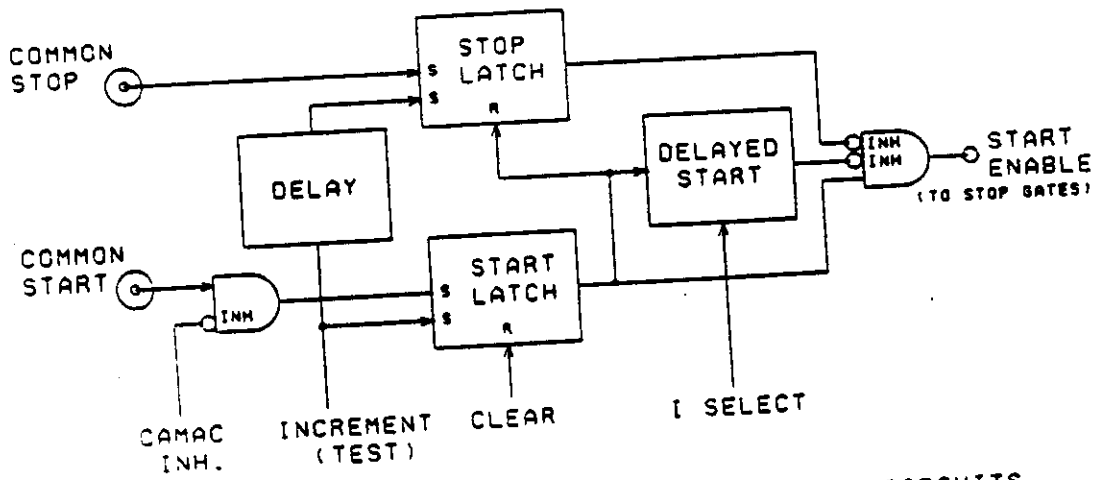 COMMON
STOP
STOP
LATCH
S
S
R
DELAY
DELAYED
START
INH
INH
START
ENABLE
(TO STOP GATES)
COMMON
START
INH
START
LATCH
S
S
R
CAMAC
INH.
INCREMENT
(TEST)
CLEAR
I SELECT